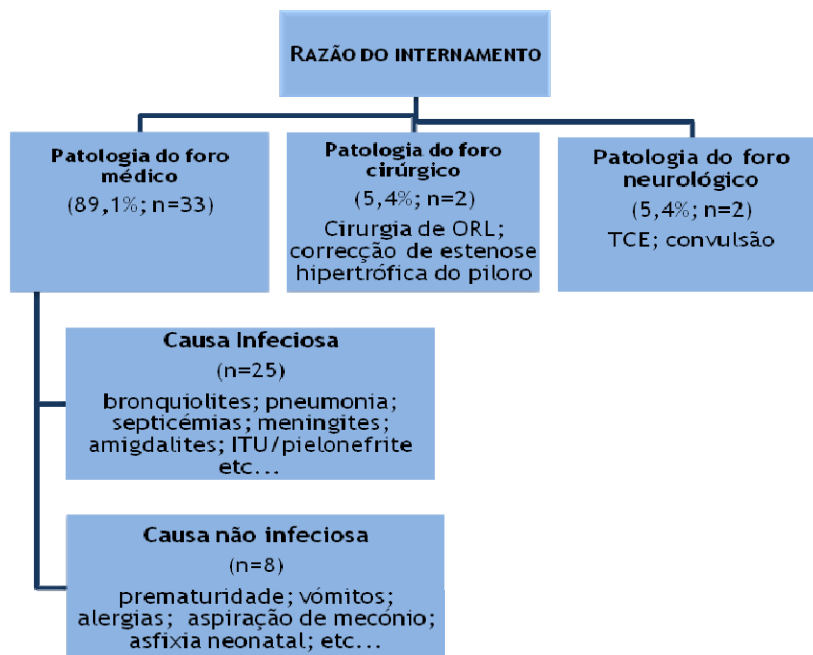 RAZÃO DO INTERNAMENTO
Patologia do foro
médico
(89,1%; n=33)
Patologia do foro
cirúrgico
(5,4%; n=2)
Cirurgia de ORL;
correcção de estenose
hipertrófica do piloro
Patologia do foro
neurológico
(5,4%; n=2)
TCE; convulsão
Causa Infeciosa
(n=25)
bronquiolites; pneumonia;
septicémias; meningites;
amigdalites; ITU/pielonefrite
etc...
Causa não infeciosa
(n=8)
prematuridade; vómitos;
alergias; aspiração de mecónio;
asfixia neonatal; etc...